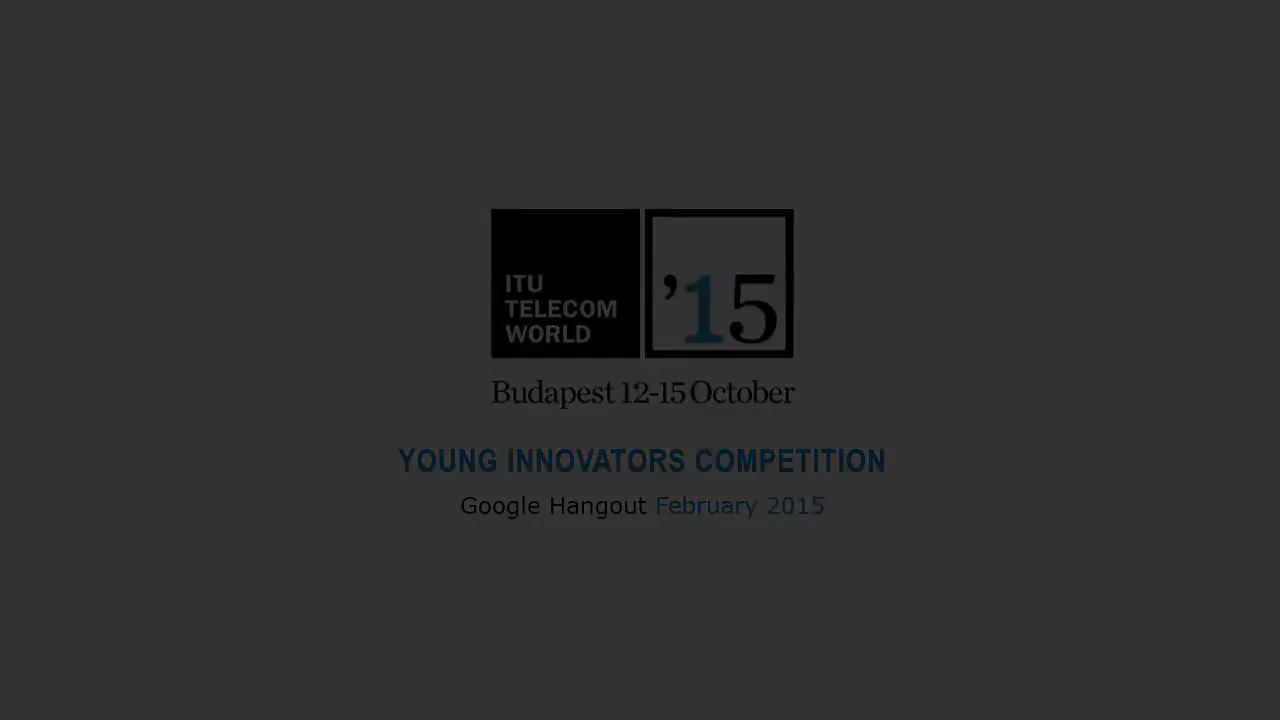 ITU
TELECOM
WORLD
’15
Budapest 12-15 October
YOUNG INNOVATORS COMPETITION
Google Hangout February 2015